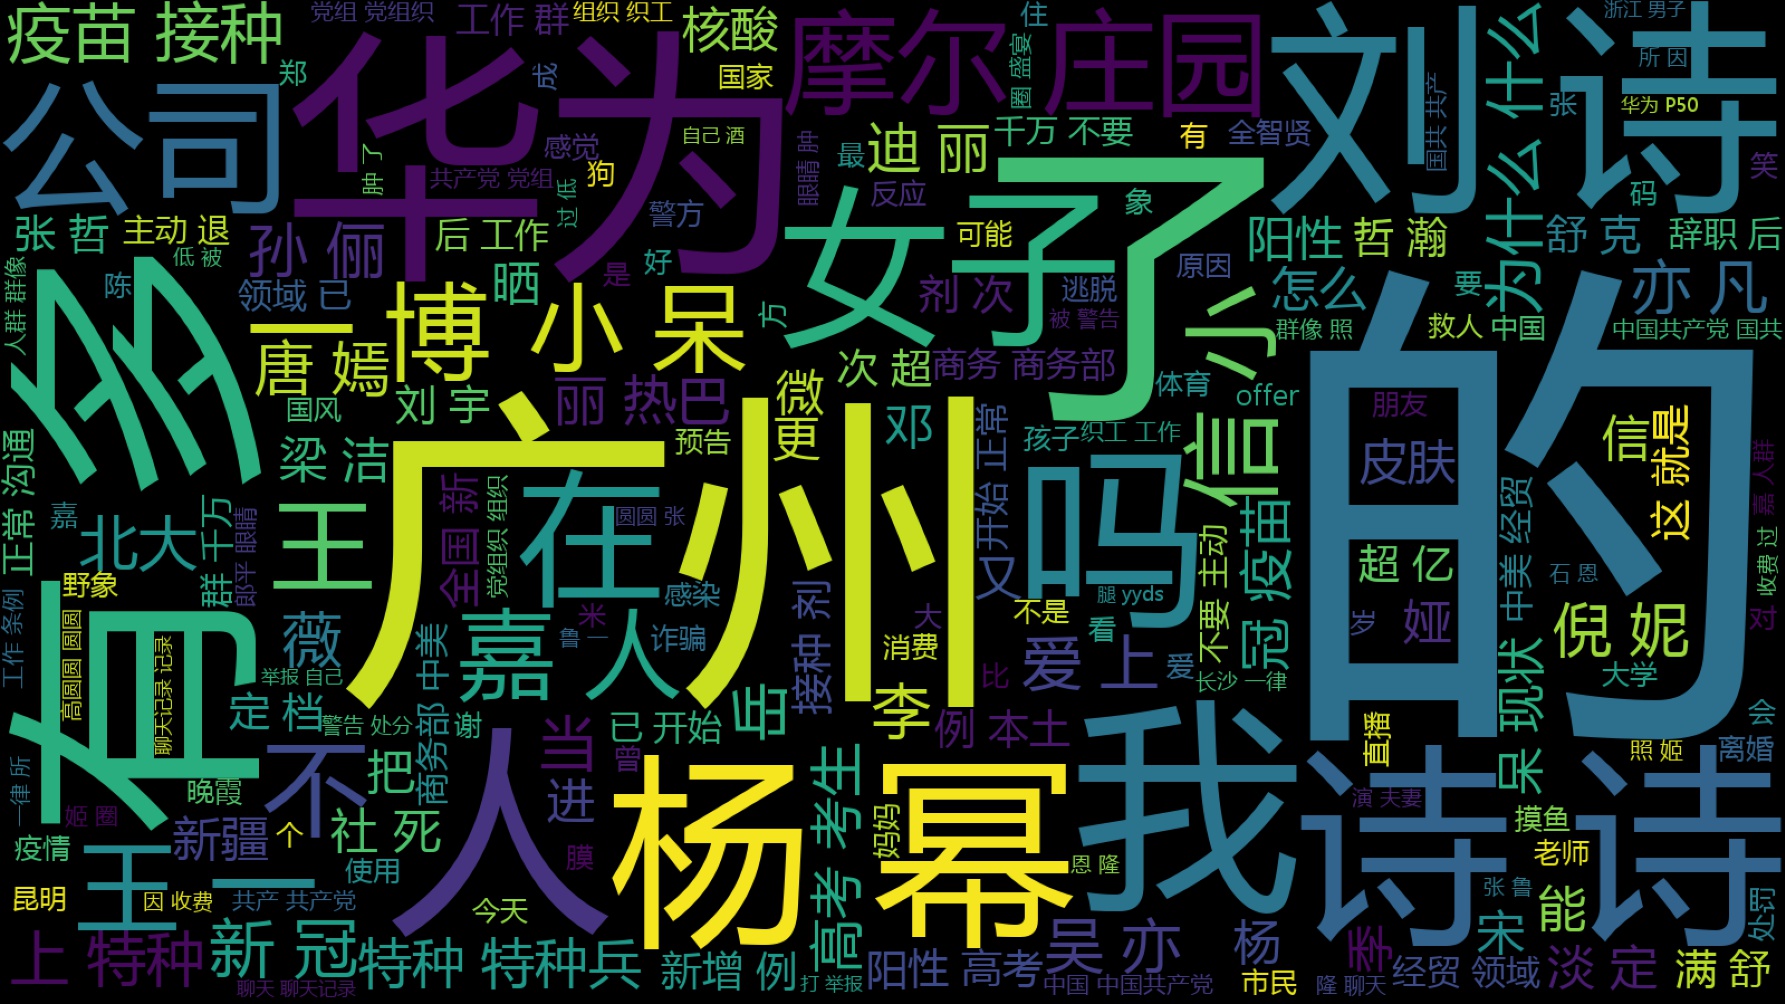 疫苗 接种
党组 党组织
工作 群
组织 织工
核酸
住
摩尔 庄园
刘 诗
什么
浙江 男子
所 因
郑
华为
成
国家
圈 盛宴
国共 共产
张
华为 P50
公司
感觉
自己 酒
迪 丽
千万 不要
有
全智贤
笑
肿 了
共产党 党组
狗
眼睛 肿
最
反应
象
为什么
码
张 哲
主动 退
孙 俪
后 工作
过 低
警方
女子
了
可能
阳性
哲 瀚
舒 克
辞职 后
低 被
陈
领域 已
晒
是
好
方
剂 次
逃脱
原因
怎么
要
亦 凡
人群 群像
多多
一 博
小 呆
被 警告
小
群像 照
救人
中国
中国共产党 国共
唐 嫣
国风
刘 宇
丽 热巴
微
次 超
商务 商务部
体育
offer
的
朋友
梁 洁
广州
预告
更
邓
孩子
织工 工作
信
皮肤
信
这 就是
正常 沟通
嘉
北大
群 千万
郎平 眼睛
王
全国 新
党组织 组织
在
圆圆 张
又 开始 正常
吗
疫苗
中美 经贸
嘉 人群
野象
有
感染
不要 主动
超 亿
石 恩
收费 过
工作 条例
高圆圆 圆圆
聊天记录 记录
薇
中美
嘉
米
鲁 一
人
诈骗
接种 剂
大
消费
不是
腿 yyds
看
冠
岁
娅
倪 妮
对
举报 自己
定 档
警告 处分
商务部
谢
已 开始
岳
李
比
爱 上
爱
长沙 一律
现状
大学
例 本土
会
一律 所
晚霞
不
把
人
当
曾
杨 幂
我
直播
诗 诗
呆
照 姬
离婚
姬 圈
疫情
新疆
个
社 死
进
膜
高考 考生
妈妈
恩 隆
演 夫妻
摸鱼
老师
昆明
王 一
因 收费
使用
共产 共产党
今天
张 鲁
能
处罚
上 特种
新 冠
特种 特种兵
新增 例
打 举报
阳性 高考
吴 亦
杨
李
宋
聊天 聊天记录
中国 中国共产党
市民
隆 聊天
经贸 领域
淡 定
满 舒